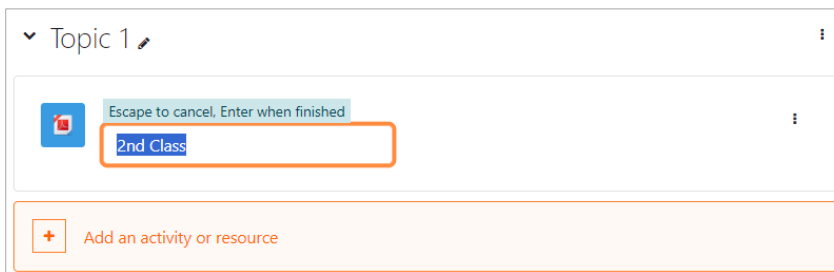 Topic 1
Escape to cancel, Enter when finished
2nd Class
Add an activity or resource